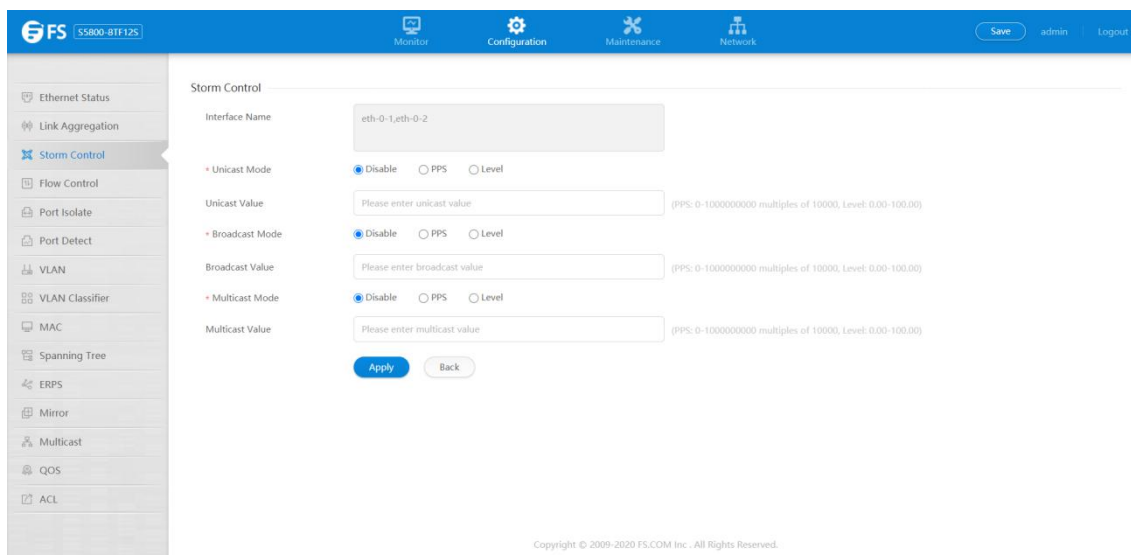 FS S5800-8TF12S
Monitor
Configuration
Maintenance
Network
Save
admin
Logout
Ethernet Status
Link Aggregation
Storm Control
Flow Control
Port Isolate
Port Detect
VLAN
VLAN Classifier
MAC
Spanning Tree
ERPS
Mirror
Multicast
QOS
ACL
Storm Control
Interface Name
eth-0-1,eth-0-2
* Unicast Mode Disable PPS Level
Unicast Value Please enter unicast value (PPS: 0-1000000000 multiples of 10000, Level: 0.00-100.00)
* Broadcast Mode Disable PPS Level
Broadcast Value Please enter broadcast value (PPS: 0-1000000000 multiples of 10000, Level: 0.00-100.00)
* Multicast Mode Disable PPS Level
Multicast Value Please enter multicast value (PPS: 0-1000000000 multiples of 10000, Level: 0.00-100.00)
Apply Back
Copyright © 2009-2020 FS.COM Inc . All Rights Reserved.